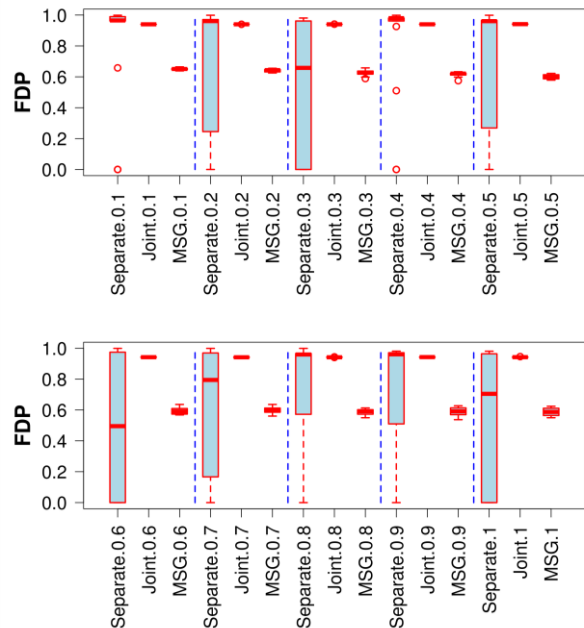 FDP
1.0
0.8
0.6
0.4
0.2
0.0
Separate.0.1
Joint.0.1
MSG.0.1
Separate.0.2
Joint.0.2
MSG.0.2
Separate.0.3
Joint.0.3
MSG.0.3
Separate.0.4
Joint.0.4
MSG.0.4
Separate.0.5
Joint.0.5
MSG.0.5
FDP
1.0
0.8
0.6
0.4
0.2
0.0
Separate.0.6
Joint.0.6
MSG.0.6
Separate.0.7
Joint.0.7
MSG.0.7
Separate.0.8
Joint.0.8
MSG.0.8
Separate.0.9
Joint.0.9
MSG.0.9
Separate.1
Joint.1
MSG.1